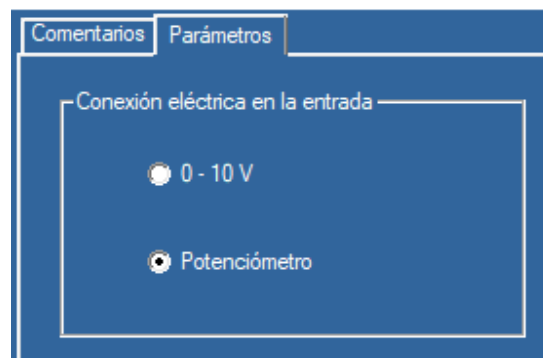 Comentarios Parámetros
Conexión eléctrica en la entrada
0 - 10 V
Potenciómetro